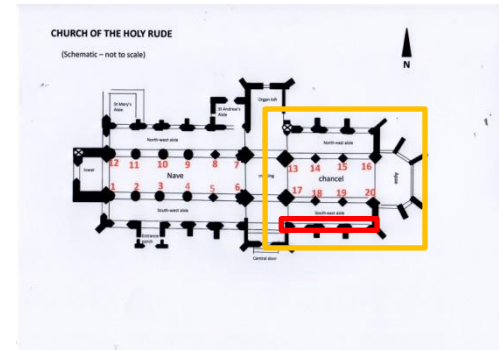 CHURCH OF THE HOLY RUDE
(Schematic – not to scale)
N
St Mary's
Aisle
St Andrew's
Aisle
Organ loft
North-west aisle
North-east aisle
12 11 10 9 8 7
13 14 15 16
tower
Nave
chancel
Apse
1 2 3 4 5 6
17 18 19 20
South-west aisle
South-east aisle
Entrance
porch
Central door